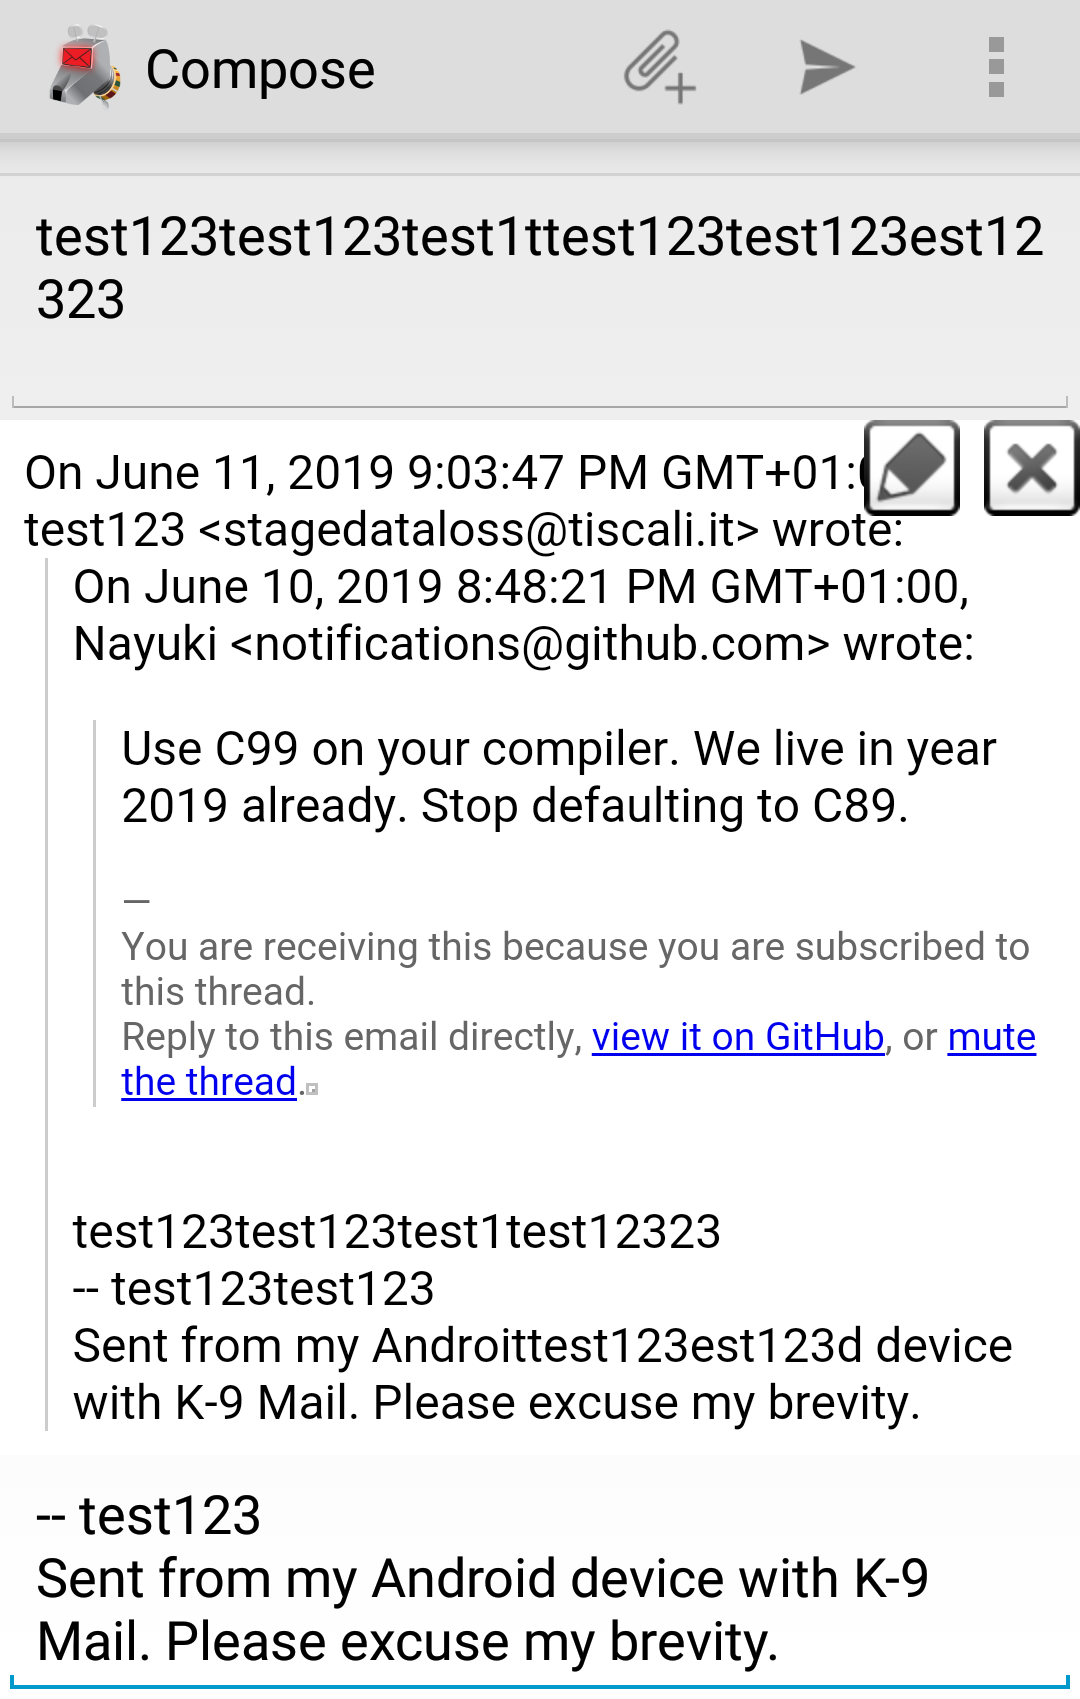 Compose
test123test123test1ttest123test123est12
323
On June 11, 2019 9:03:47 PM GMT+01:
test123 <stagedataloss@tiscali.it> wrote:
On June 10, 2019 8:48:21 PM GMT+01:00,
Nayuki <notifications@github.com> wrote:
Use C99 on your compiler. We live in year
2019 already. Stop defaulting to C89.
—
You are receiving this because you are subscribed to
this thread.
Reply to this email directly, view it on GitHub, or mute
the thread.
test123test123test1test12323
-- test123test123
Sent from my Androittest123est123d device
with K-9 Mail. Please excuse my brevity.
-- test123
Sent from my Android device with K-9
Mail. Please excuse my brevity.